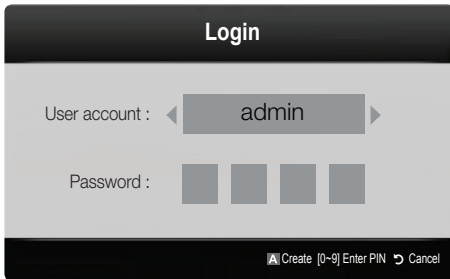 Login
User account : admin
Password :
A Create [0~9] Enter PIN Cancel